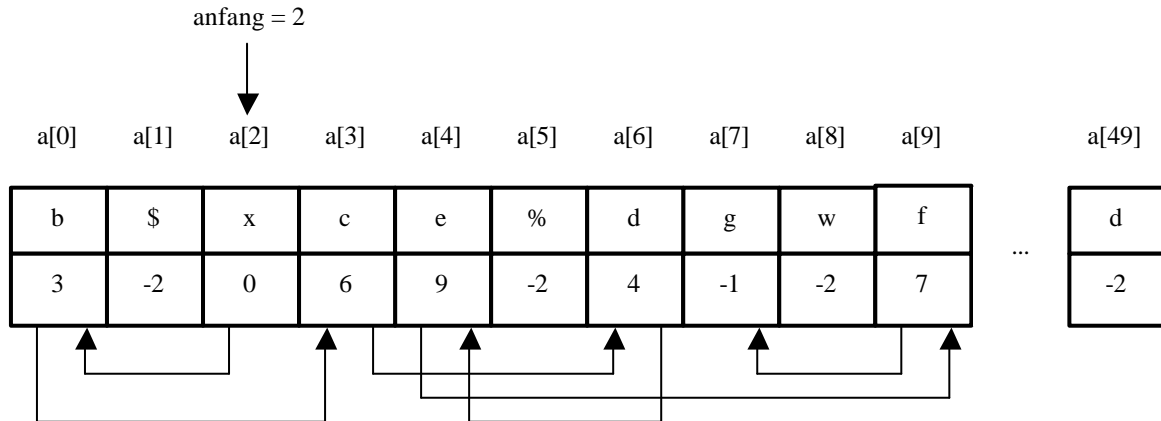 anfang = 2
a[0] a[1] a[2] a[3] a[4] a[5] a[6] a[7] a[8] a[9] a[49]
b $ x c e % d g w f d
3 -2 0 6 9 -2 4 -1 -2 7 ... -2